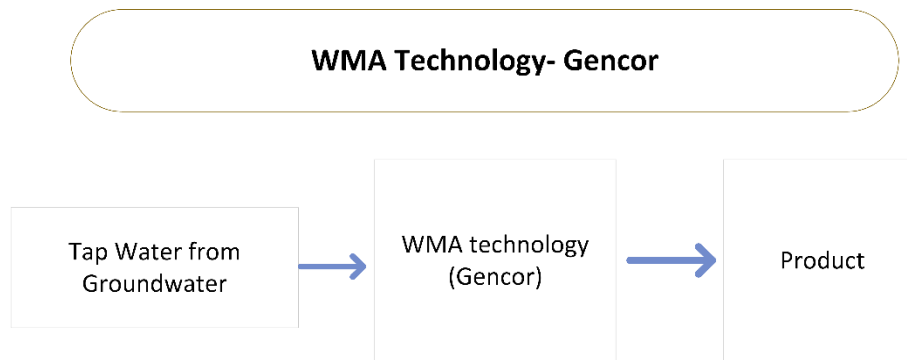 WMA Technology- Gencor
Tap Water from
Groundwater
WMA technology
(Gencor)
Product